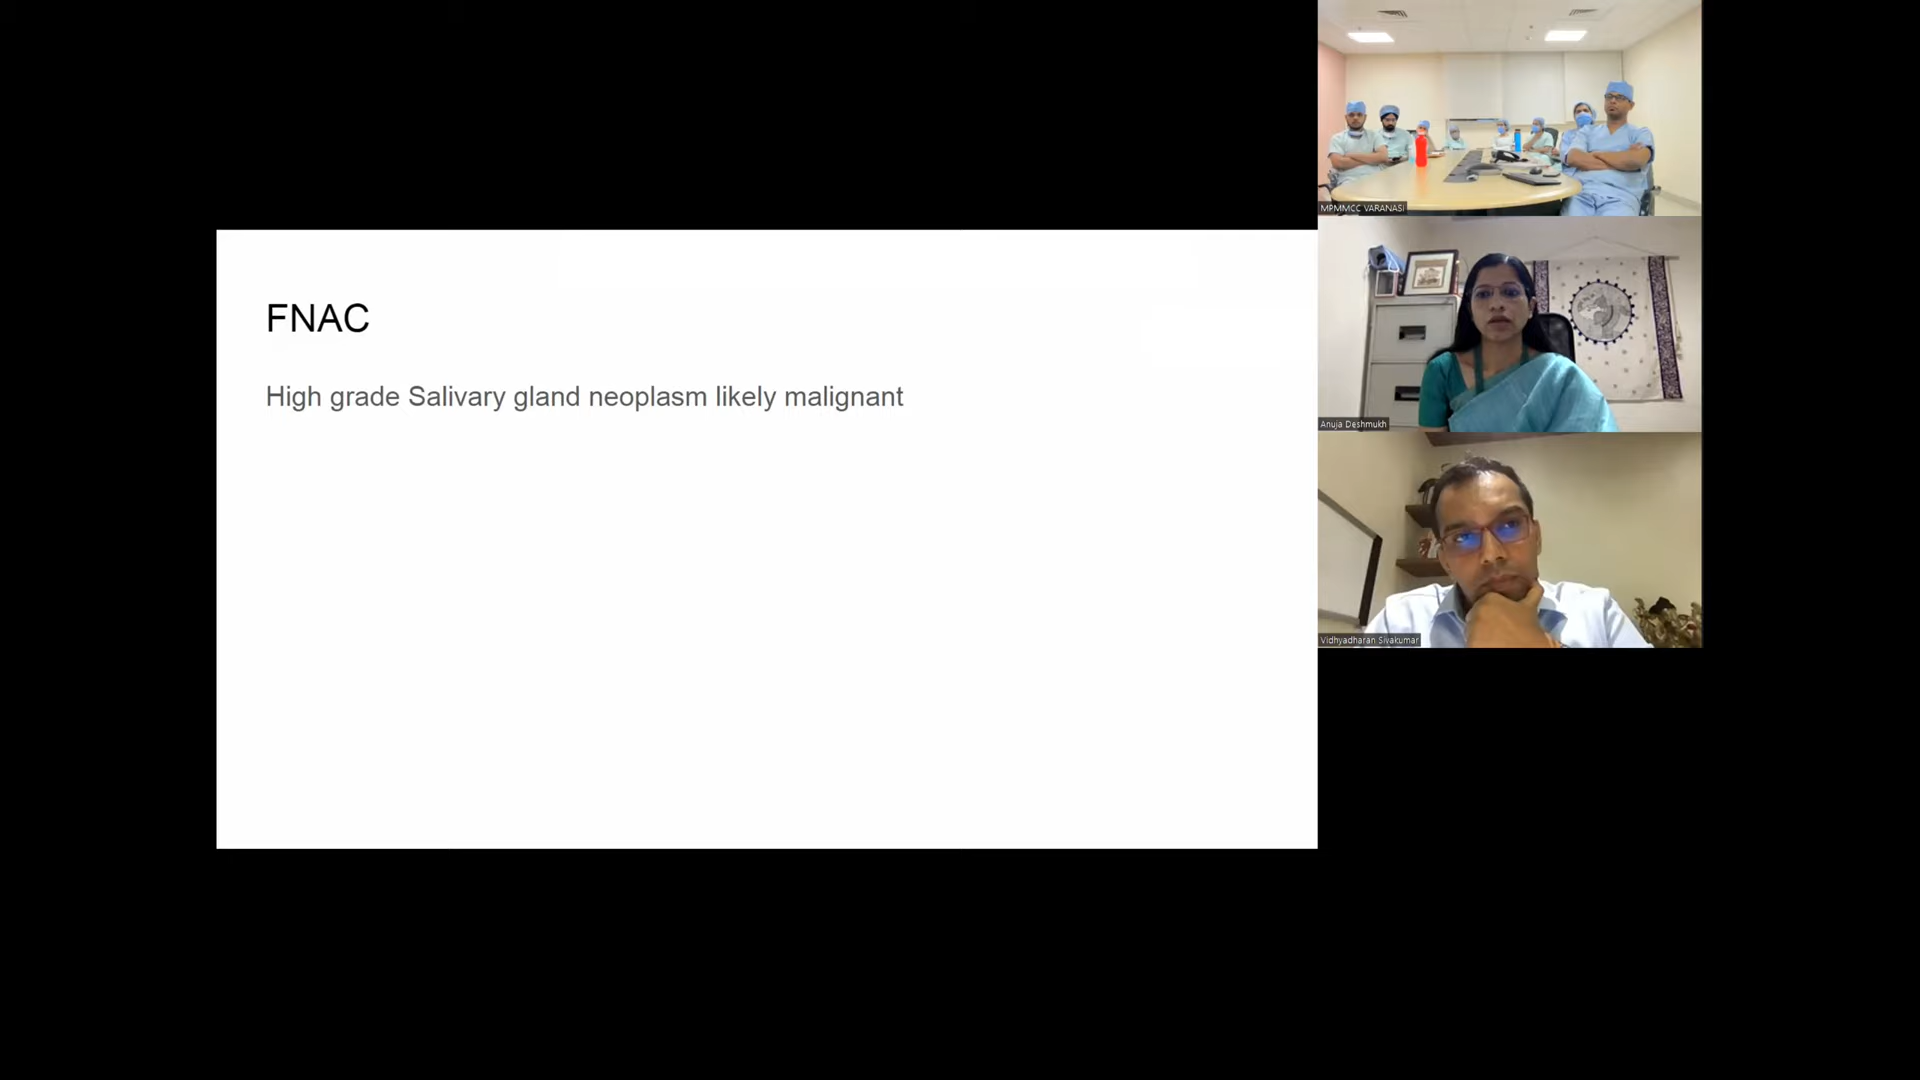 FNAC
High grade Salivary gland neoplasm likely malignant
MPMMCC VARANASI
Anuja Deshmukh
Vidhyadharan Sivakumar